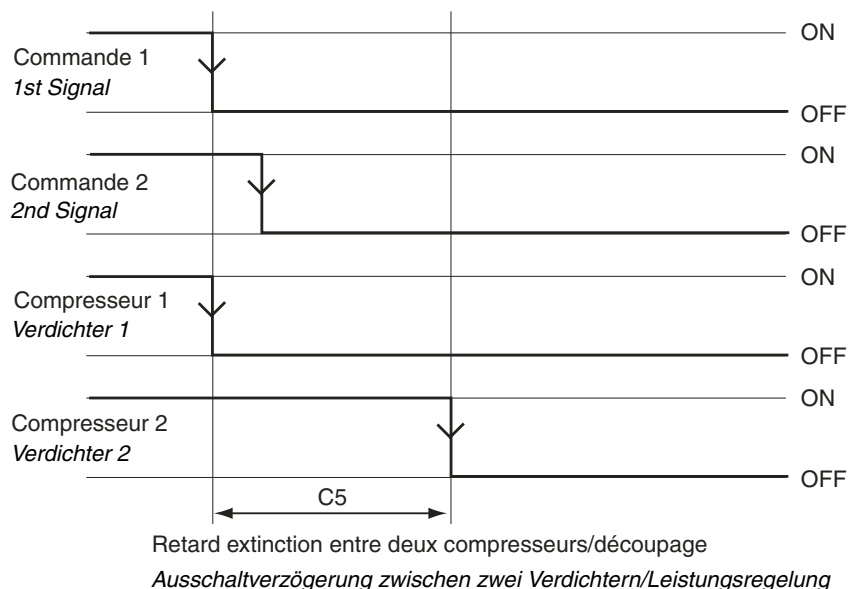 ON
Commande 1
1st Signal
OFF
ON
Commande 2
2nd Signal
OFF
ON
Compresseur 1
Verdichter 1
OFF
ON
Compresseur 2
Verdichter 2
OFF
C5
Retard extinction entre deux compresseurs/découpage
Ausschaltverzögerung zwischen zwei Verdichtern/Leistungsregelung